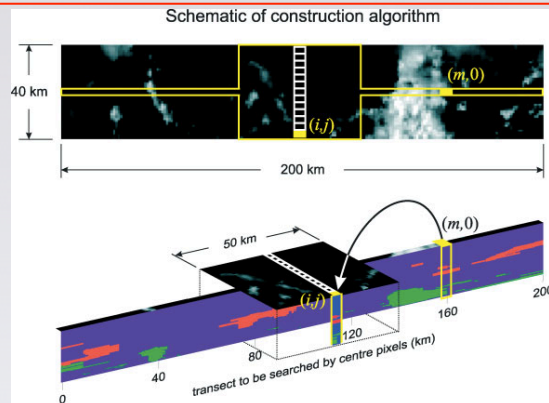 Schematic of construction algorithm
40 km
(m,0)
(i,j)
200 km
50 km
(m,0)
(i,j)
0
40
80
120
160
200
transect to be searched by centre pixels (km)